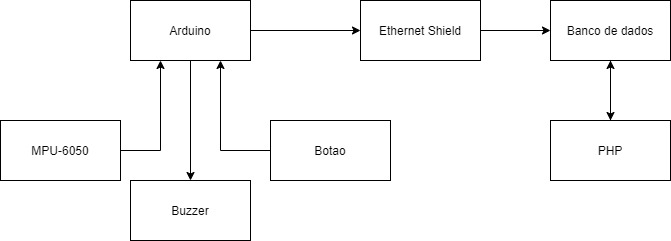 Arduino
Ethernet Shield
Banco de dados
MPU-6050
Botao
PHP
Buzzer